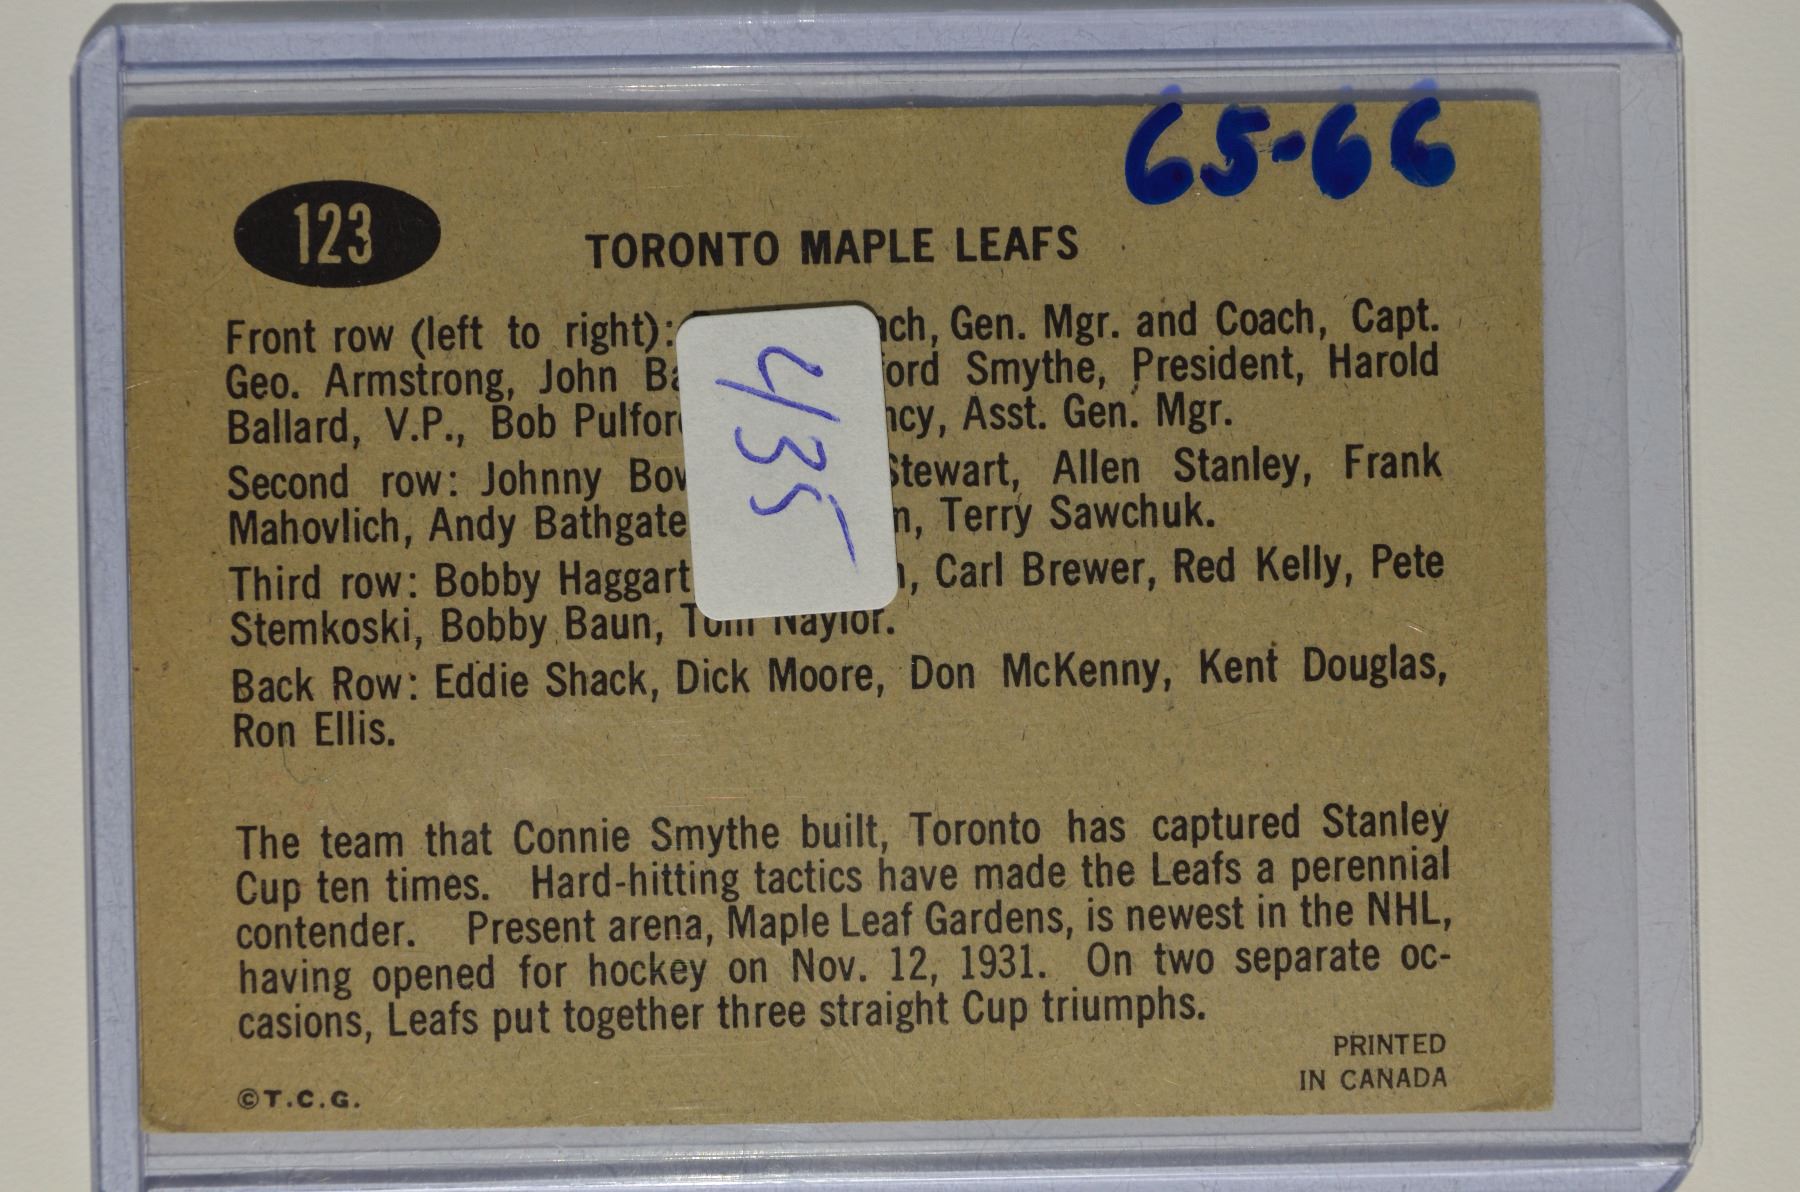 65-66
123
TORONTO MAPLE LEAFS
Front row (left to right): Gen. Mgr. and Coach, Capt.
Geo. Armstrong, John Smythe, President, Harold
Ballard, V.P., Bob Asst. Gen. Mgr.
Second row: Johnny Stewart, Allen Stanley, Frank
Mahovlich, Andy Bathgate Terry Sawchuk.
Third row: Bobby Haggart Carl Brewer, Red Kelly, Pete
Stemkoski, Bobby Baun, Tom Naylor.
Back Row: Eddie Shack, Dick Moore, Don McKenny, Kent Douglas,
Ron Ellis.
435
The team that Connie Smythe built, Toronto has captured Stanley
Cup ten times. Hard-hitting tactics have made the Leafs a perennial
contender. Present arena, Maple Leaf Gardens, is newest in the NHL,
having opened for hockey on Nov. 12, 1931. On two separate oc-
casions, Leafs put together three straight Cup triumphs.
PRINTED
IN CANADA
©T.C.G.